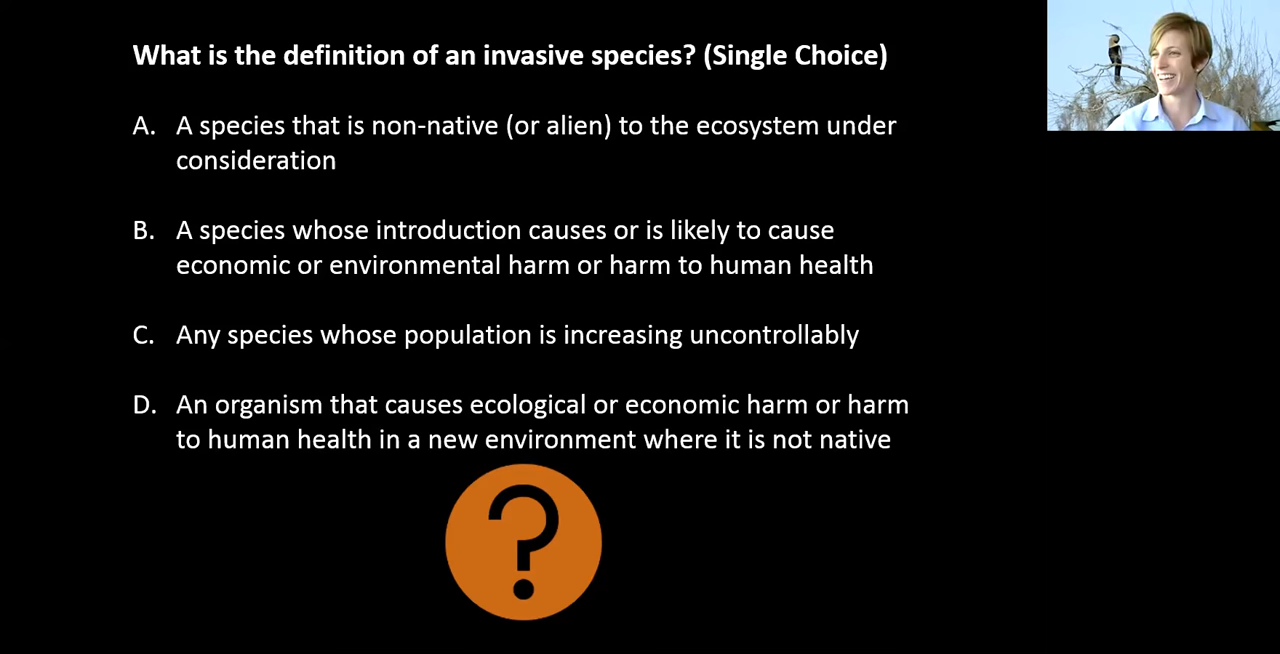 What is the definition of an invasive species? (Single Choice)
A. A species that is non-native (or alien) to the ecosystem under
consideration
B. A species whose introduction causes or is likely to cause
economic or environmental harm or harm to human health
C. Any species whose population is increasing uncontrollably
D. An organism that causes ecological or economic harm or harm
to human health in a new environment where it is not native
?